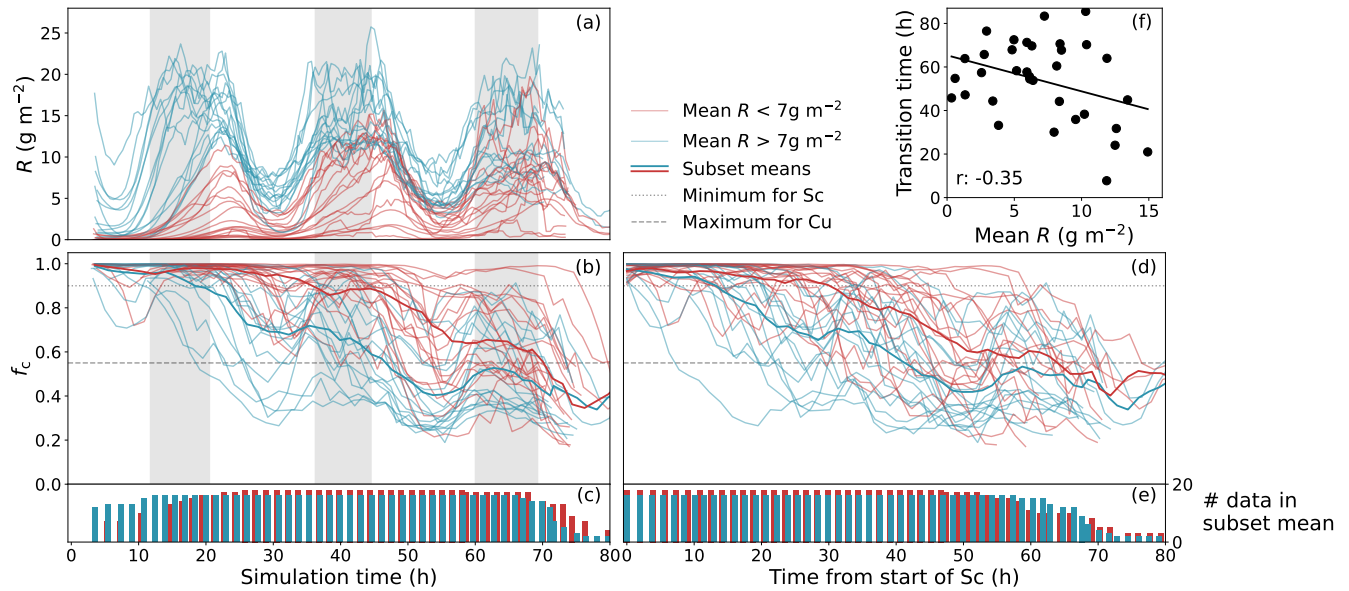 (a)
25
20
15
10
5
0
R (g m⁻²)
Mean R < 7g m⁻²
Mean R > 7g m⁻²
Subset means
Minimum for Sc
Maximum for Cu
(f)
80
60
40
20
0
Transition time (h)
r: -0.35
0 5 10 15
Mean R (g m⁻²)
(b)
1.0
0.8
0.6
0.4
0.2
0.0
f_c
(d)
(c)
(e)
20
0
# data in
subset mean
0 10 20 30 40 50 60 70 80
Simulation time (h)
0 10 20 30 40 50 60 70 80
Time from start of Sc (h)